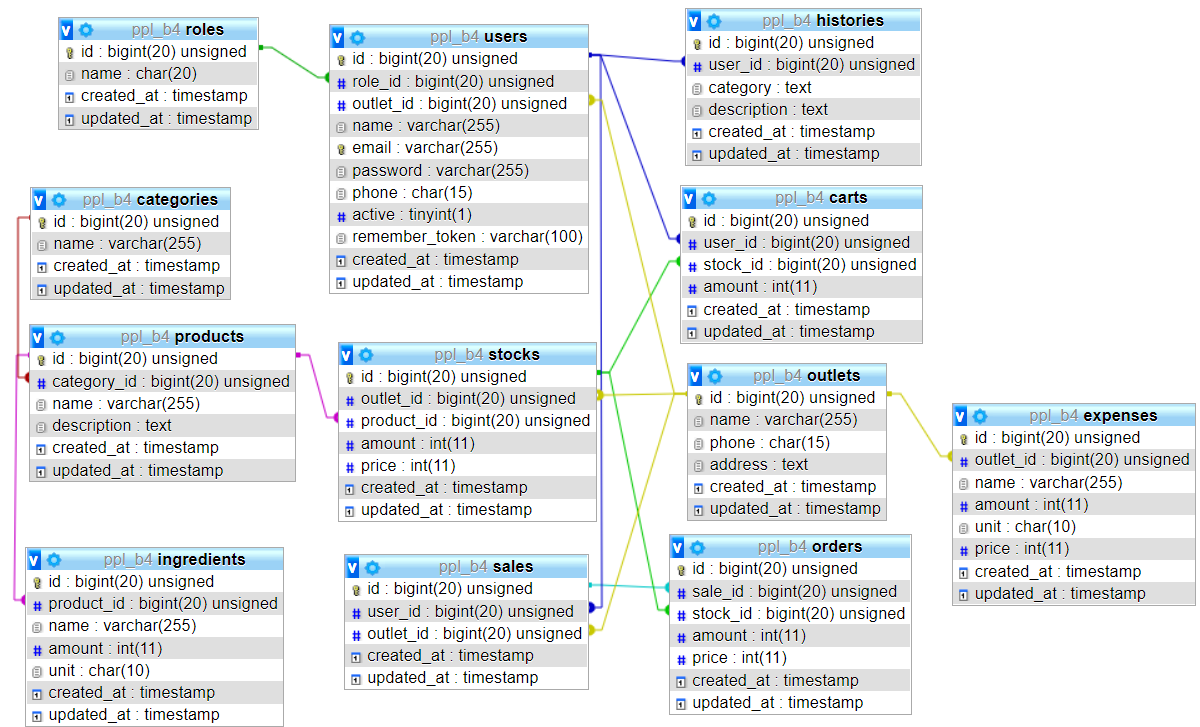 ppl_b4 roles
id : bigint(20) unsigned
name : char(20)
created_at : timestamp
updated_at : timestamp
ppl_b4 users
id : bigint(20) unsigned
role_id : bigint(20) unsigned
outlet_id : bigint(20) unsigned
name : varchar(255)
email : varchar(255)
password : varchar(255)
phone : char(15)
active : tinyint(1)
remember_token : varchar(100)
created_at : timestamp
updated_at : timestamp
ppl_b4 histories
id : bigint(20) unsigned
user_id : bigint(20) unsigned
category : text
description : text
created_at : timestamp
updated_at : timestamp
ppl_b4 categories
id : bigint(20) unsigned
name : varchar(255)
created_at : timestamp
updated_at : timestamp
ppl_b4 carts
id : bigint(20) unsigned
user_id : bigint(20) unsigned
stock_id : bigint(20) unsigned
amount : int(11)
created_at : timestamp
updated_at : timestamp
ppl_b4 products
id : bigint(20) unsigned
category_id : bigint(20) unsigned
name : varchar(255)
description : text
created_at : timestamp
updated_at : timestamp
ppl_b4 stocks
id : bigint(20) unsigned
outlet_id : bigint(20) unsigned
product_id : bigint(20) unsigned
amount : int(11)
price : int(11)
created_at : timestamp
updated_at : timestamp
ppl_b4 outlets
id : bigint(20) unsigned
name : varchar(255)
phone : char(15)
address : text
created_at : timestamp
updated_at : timestamp
ppl_b4 expenses
id : bigint(20) unsigned
outlet_id : bigint(20) unsigned
name : varchar(255)
amount : int(11)
unit : char(10)
price : int(11)
created_at : timestamp
updated_at : timestamp
ppl_b4 ingredients
id : bigint(20) unsigned
product_id : bigint(20) unsigned
name : varchar(255)
amount : int(11)
unit : char(10)
created_at : timestamp
updated_at : timestamp
ppl_b4 sales
id : bigint(20) unsigned
user_id : bigint(20) unsigned
outlet_id : bigint(20) unsigned
created_at : timestamp
updated_at : timestamp
ppl_b4 orders
id : bigint(20) unsigned
sale_id : bigint(20) unsigned
stock_id : bigint(20) unsigned
amount : int(11)
price : int(11)
created_at : timestamp
updated_at : timestamp